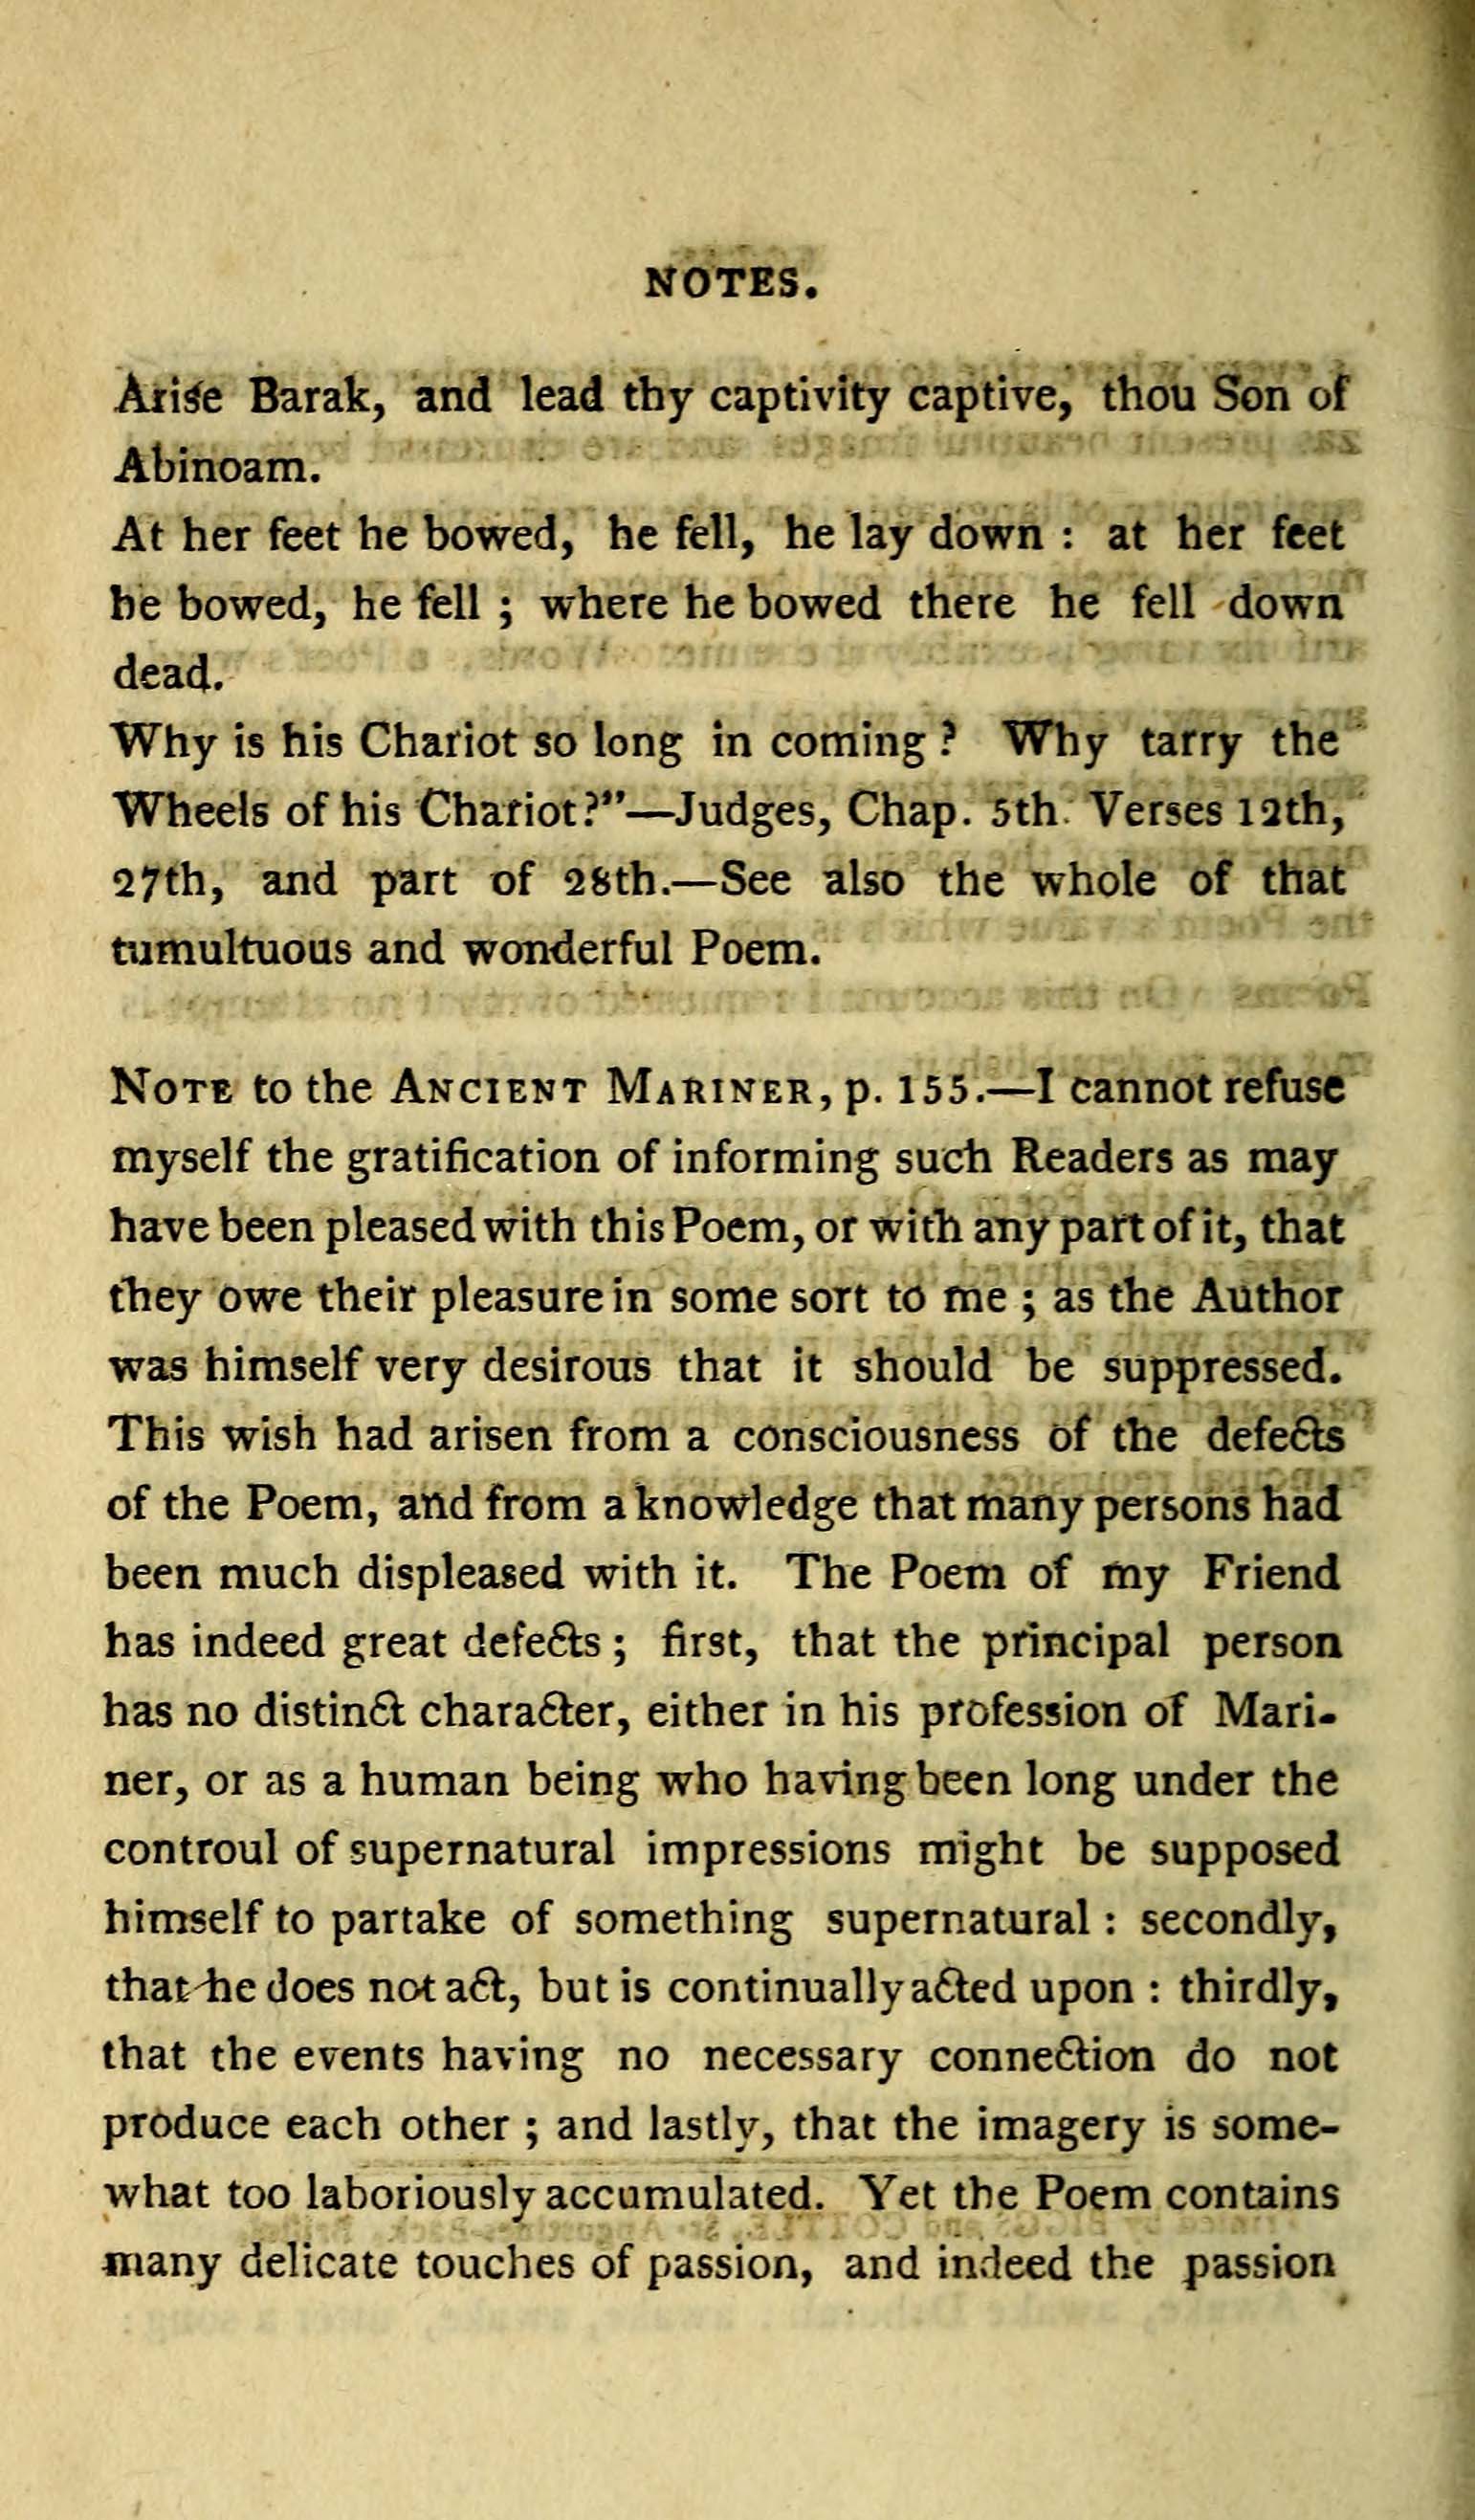 NOTES.
Arise Barak, and lead thy captivity captive, thou Son of
Abinoam.
At her feet he bowed, he fell, he lay down : at her feet
he bowed, he fell ; where he bowed there he fell down
dead.
Why is his Chariot so long in coming ? Why tarry the
Wheels of his Chariot?"—Judges, Chap. 5th. Verses 12th,
27th, and part of 28th.—See also the whole of that
tumultuous and wonderful Poem.
NOTE to the ANCIENT MARINER, p. 155.—I cannot refuse
myself the gratification of informing such Readers as may
have been pleased with this Poem, or with any part of it, that
they owe their pleasure in some sort to me ; as the Author
was himself very desirous that it should be suppressed.
This wish had arisen from a consciousness of the defects
of the Poem, and from a knowledge that many persons had
been much displeased with it. The Poem of my Friend
has indeed great defects ; first, that the principal person
has no distinct character, either in his profession of Mari-
ner, or as a human being who having been long under the
controul of supernatural impressions might be supposed
himself to partake of something supernatural : secondly,
that he does not act, but is continually acted upon : thirdly,
that the events having no necessary connection do not
produce each other ; and lastly, that the imagery is some-
what too laboriously accumulated. Yet the Poem contains
many delicate touches of passion, and indeed the passion